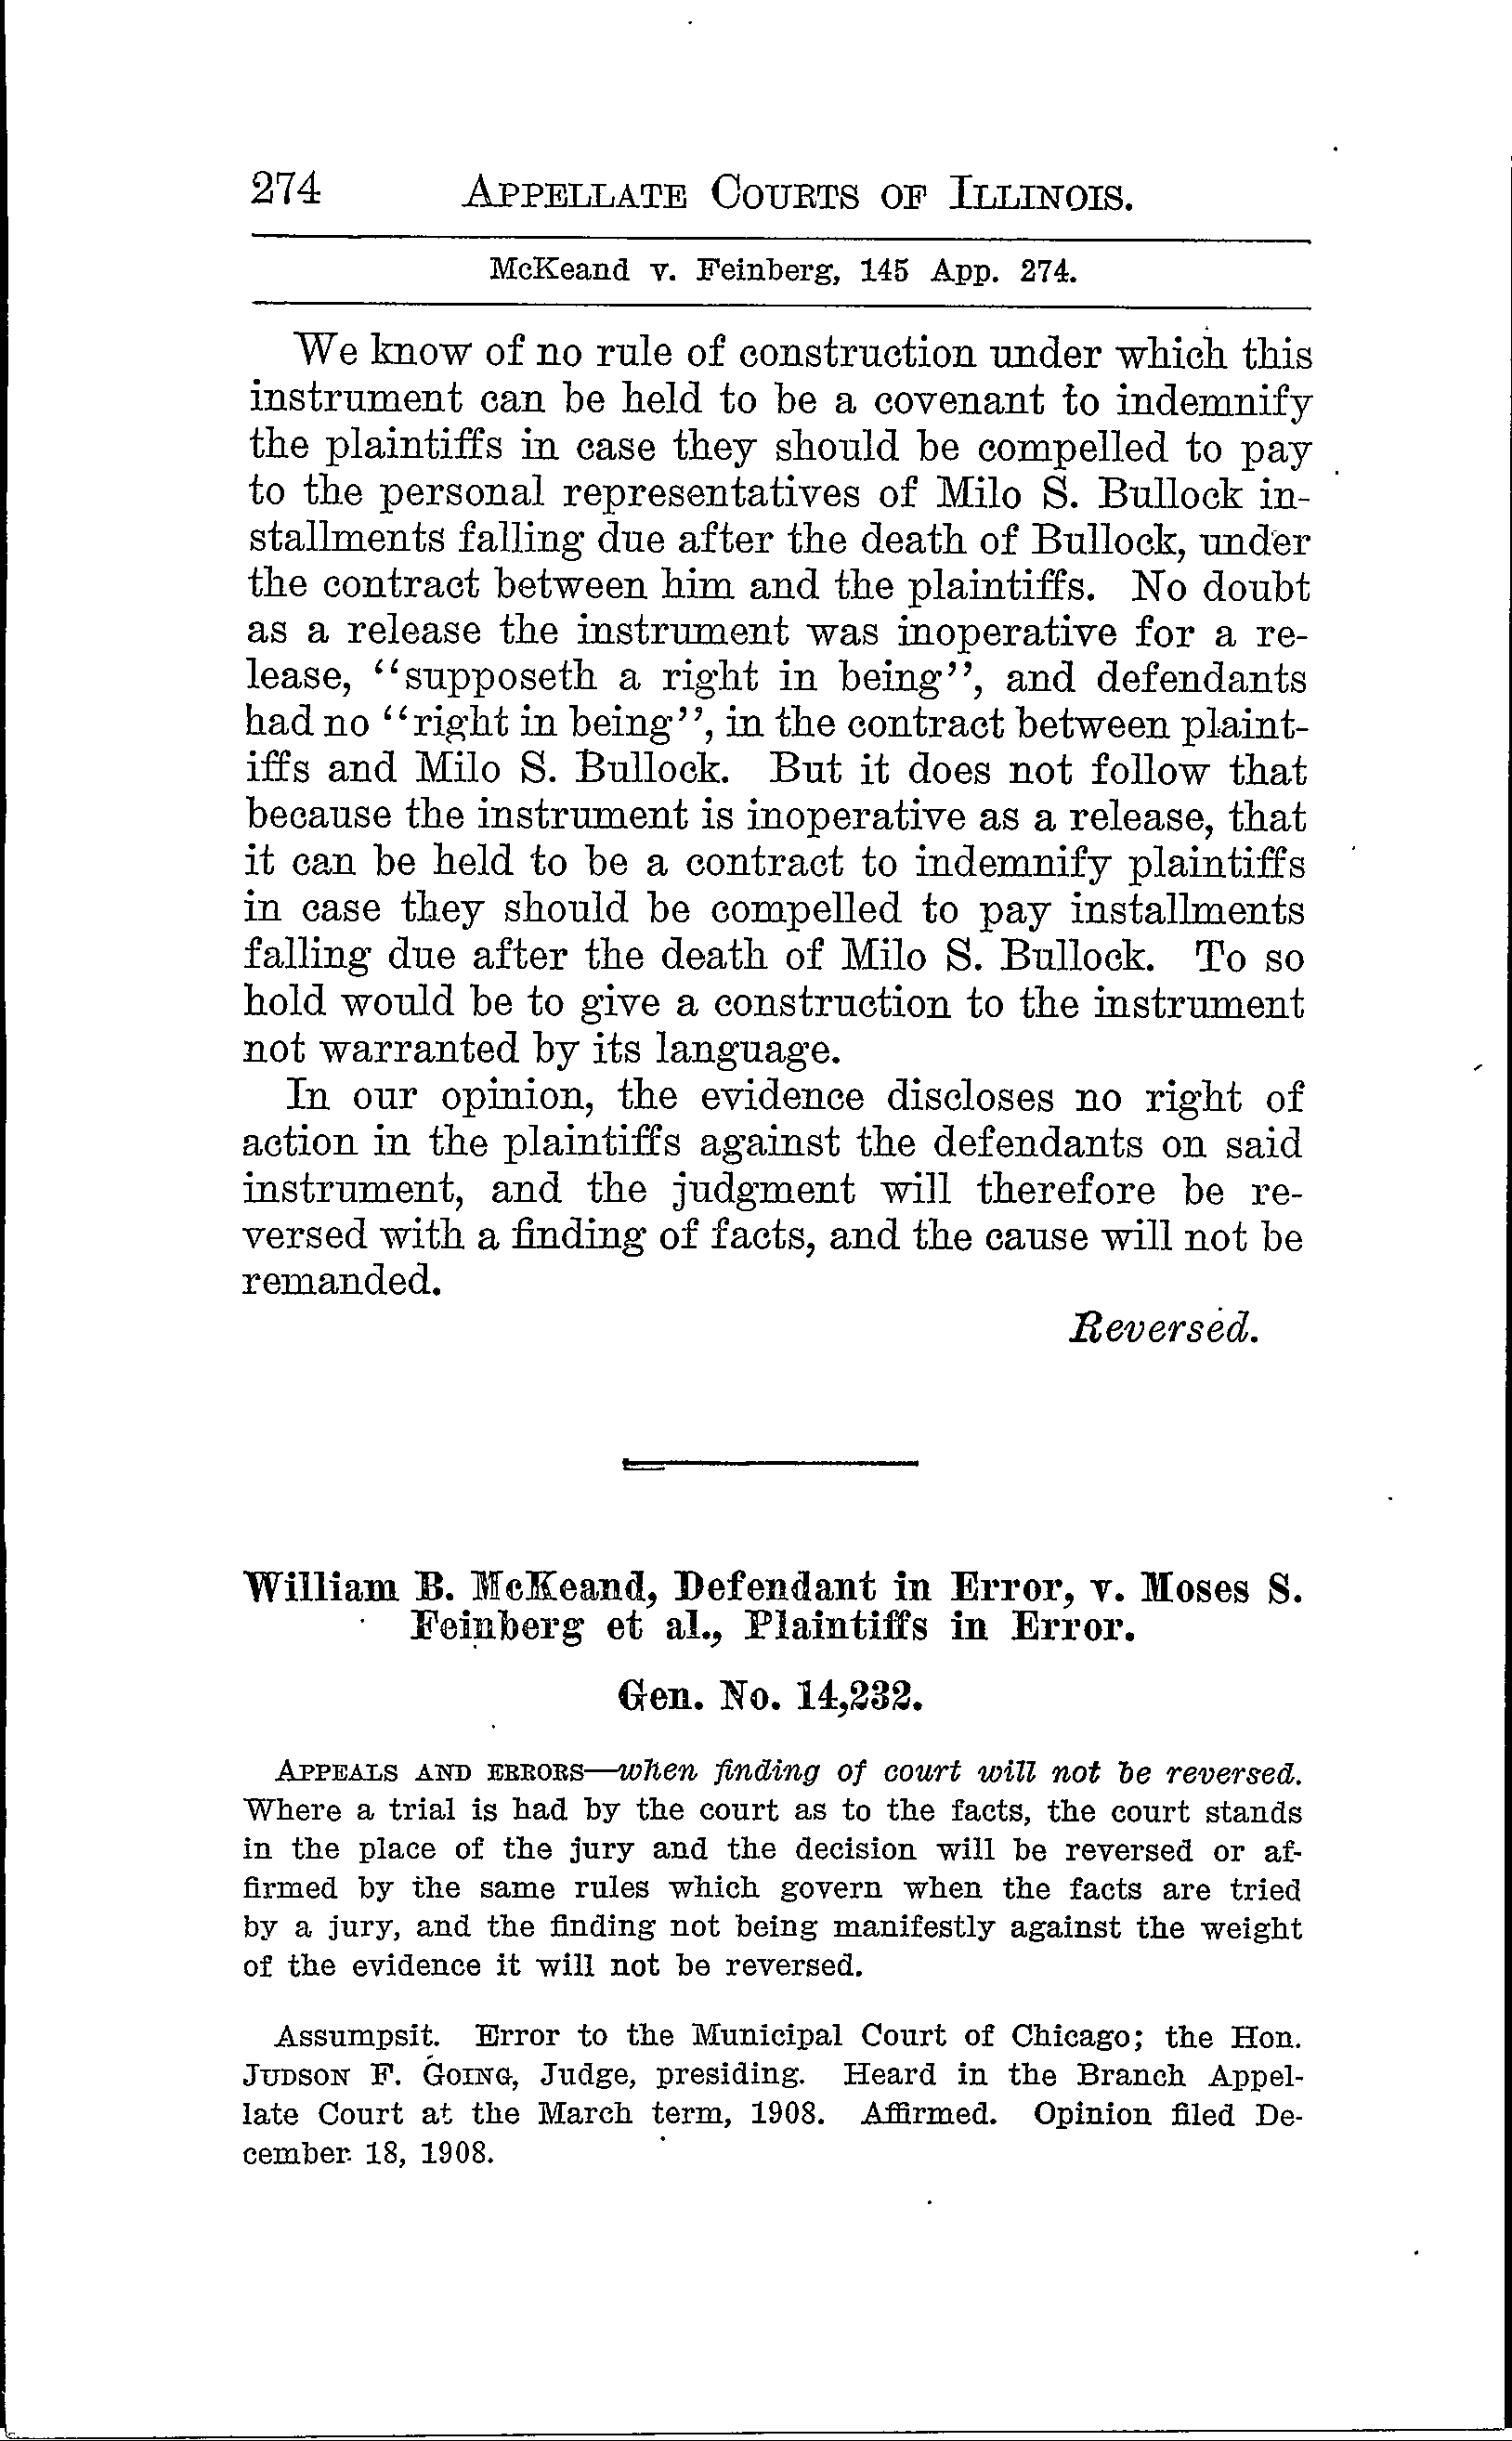 274 APPELLATE COURTS OF ILLINOIS.
McKeand v. Feinberg, 145 App. 274.
We know of no rule of construction under which this
instrument can be held to be a covenant to indemnify
the plaintiffs in case they should be compelled to pay
to the personal representatives of Milo S. Bullock in-
stallments falling due after the death of Bullock, under
the contract between him and the plaintiffs. No doubt
as a release the instrument was inoperative for a re-
lease, ‘‘supposeth a right in being’’, and defendants
had no ‘‘right in being’’, in the contract between plaint-
iffs and Milo S. Bullock. But it does not follow that
because the instrument is inoperative as a release, that
it can be held to be a contract to indemnify plaintiffs
in case they should be compelled to pay installments
falling due after the death of Milo S. Bullock. To so
hold would be to give a construction to the instrument
not warranted by its language.
In our opinion, the evidence discloses no right of
action in the plaintiffs against the defendants on said
instrument, and the judgment will therefore be re-
versed with a finding of facts, and the cause will not be
remanded.
Reversed.
William B. McKeand, Defendant in Error, v. Moses S.
Feinberg et al., Plaintiffs in Error.
Gen. No. 14,232.
APPEALS AND ERRORS—when finding of court will not be reversed.
Where a trial is had by the court as to the facts, the court stands
in the place of the jury and the decision will be reversed or af-
firmed by the same rules which govern when the facts are tried
by a jury, and the finding not being manifestly against the weight
of the evidence it will not be reversed.
Assumpsit. Error to the Municipal Court of Chicago; the Hon.
JUDSON F. GOING, Judge, presiding. Heard in the Branch Appel-
late Court at the March term, 1908. Affirmed. Opinion filed De-
cember 18, 1908.